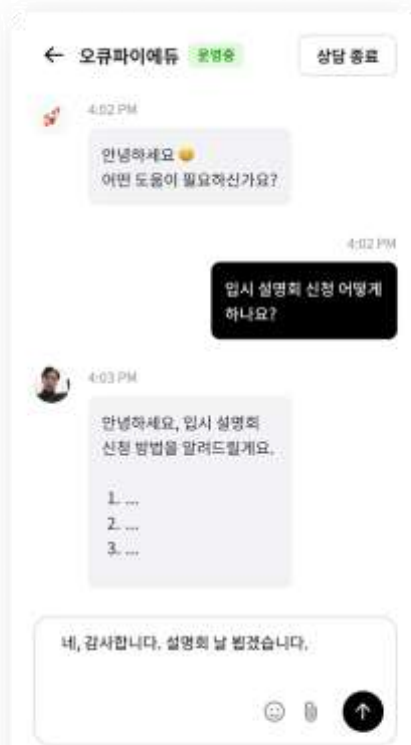 오큐파이에듀 운영중 상담 종료
4:02 PM
안녕하세요
어떤 도움이 필요하신가요?
4:02 PM
입시 설명회 신청 어떻게
하나요?
4:03 PM
안녕하세요, 입시 설명회
신청 방법을 알려드릴게요.
1. ...
2. ...
3. ...
네, 감사합니다. 설명회 날 뵙겠습니다.